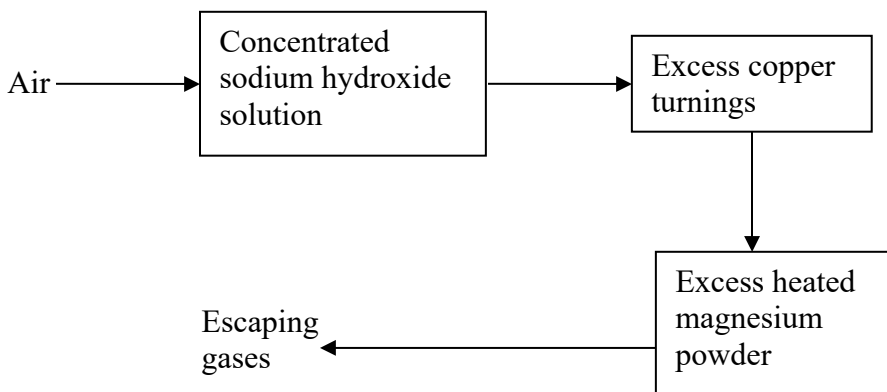 Air
Concentrated
sodium hydroxide
solution
Excess copper
turnings
Excess heated
magnesium
powder
Escaping
gases